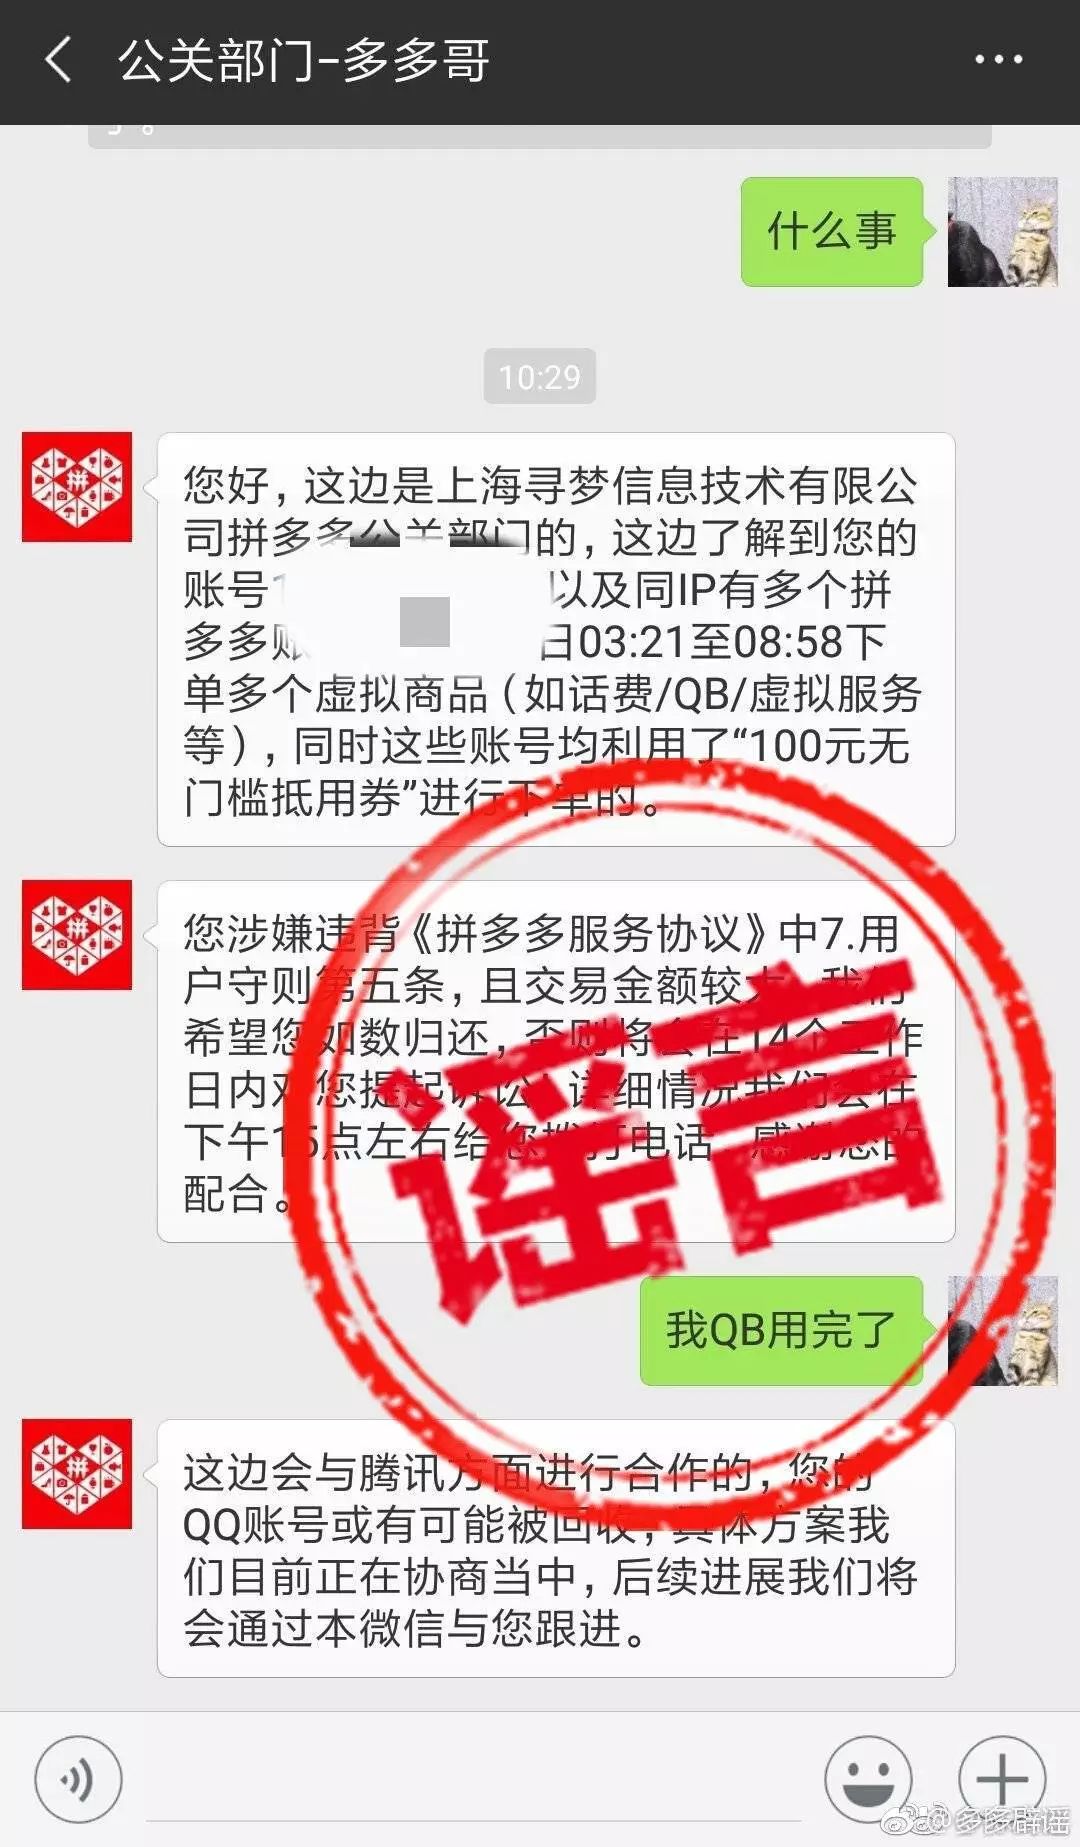 公关部门-多多哥
什么事
10:29
您好，这边是上海寻梦信息技术有限公
司拼多多公关部门的，这边了解到您的
账号1 以及同IP有多个拼
多多账 日03:21至08:58下
单多个虚拟商品（如话费/QB/虚拟服务
等），同时这些账号均利用了“100元无
门槛抵用券”进行下单的。
您涉嫌违背《拼多多服务协议》中7.用
户守则第五条，且交易金额较大，我们
希望您如数归还，否则将会在14个工作
日内对您提起诉讼，详细情况我们会在
下午15点左右给您拨打电话，感谢您的
配合。
谣言
我QB用完了
这边会与腾讯方面进行合作的，您的
QQ账号或有可能被回收，具体方案我
们目前正在协商当中，后续进展我们将
会通过本微信与您跟进。
@多多辟谣